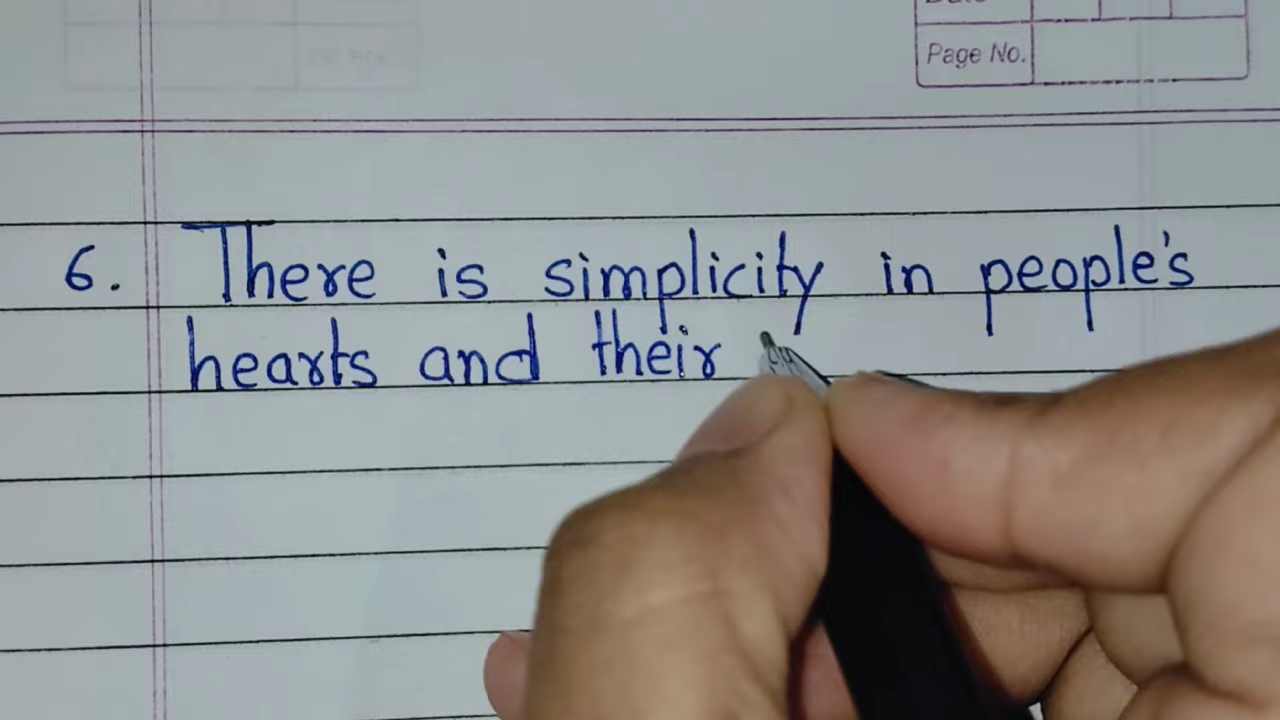 Page No.
6. There is simplicity in people's
hearts and their